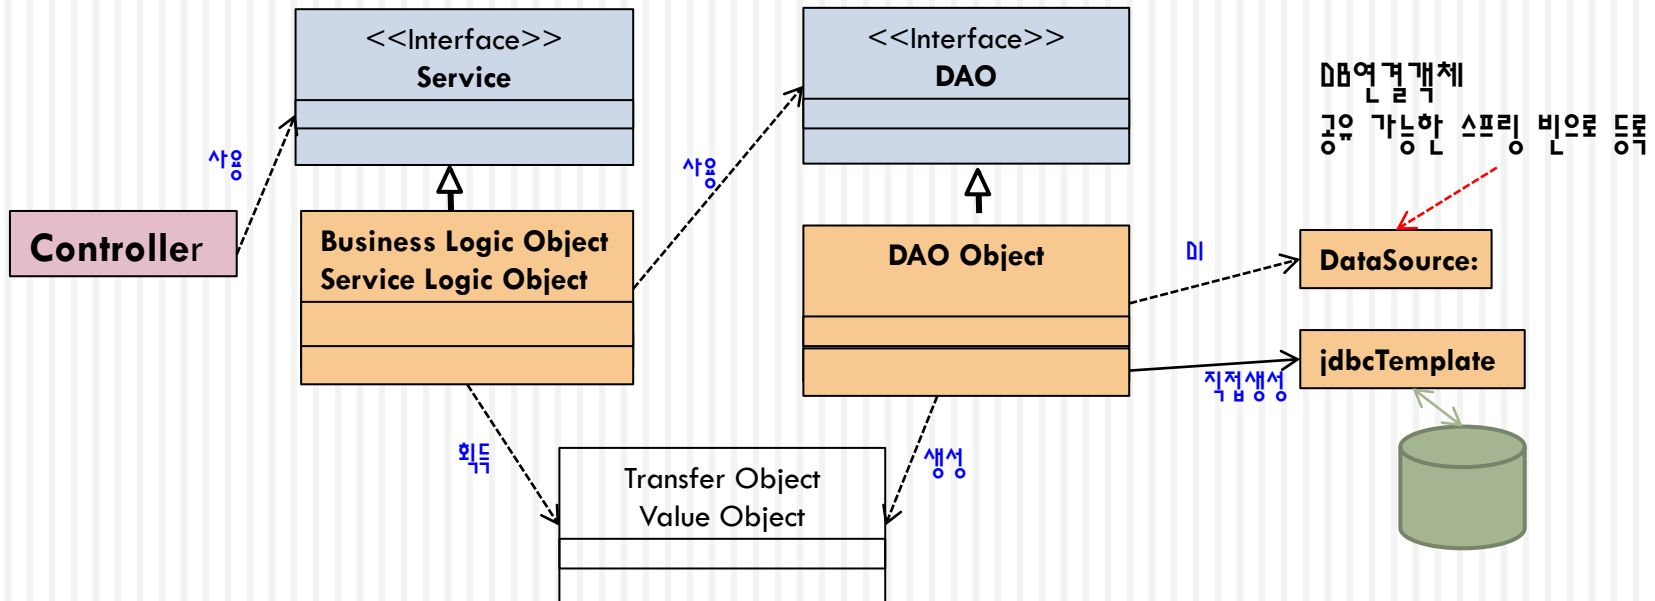 <<Interface>>
Service
<<Interface>>
DAO
DB연결객체
공유 가능한 스프링 빈으로 등록
사용
사용
Controller
Business Logic Object
Service Logic Object
DAO Object
DI
DataSource:
jdbcTemplate
직접생성
획득
생성
Transfer Object
Value Object